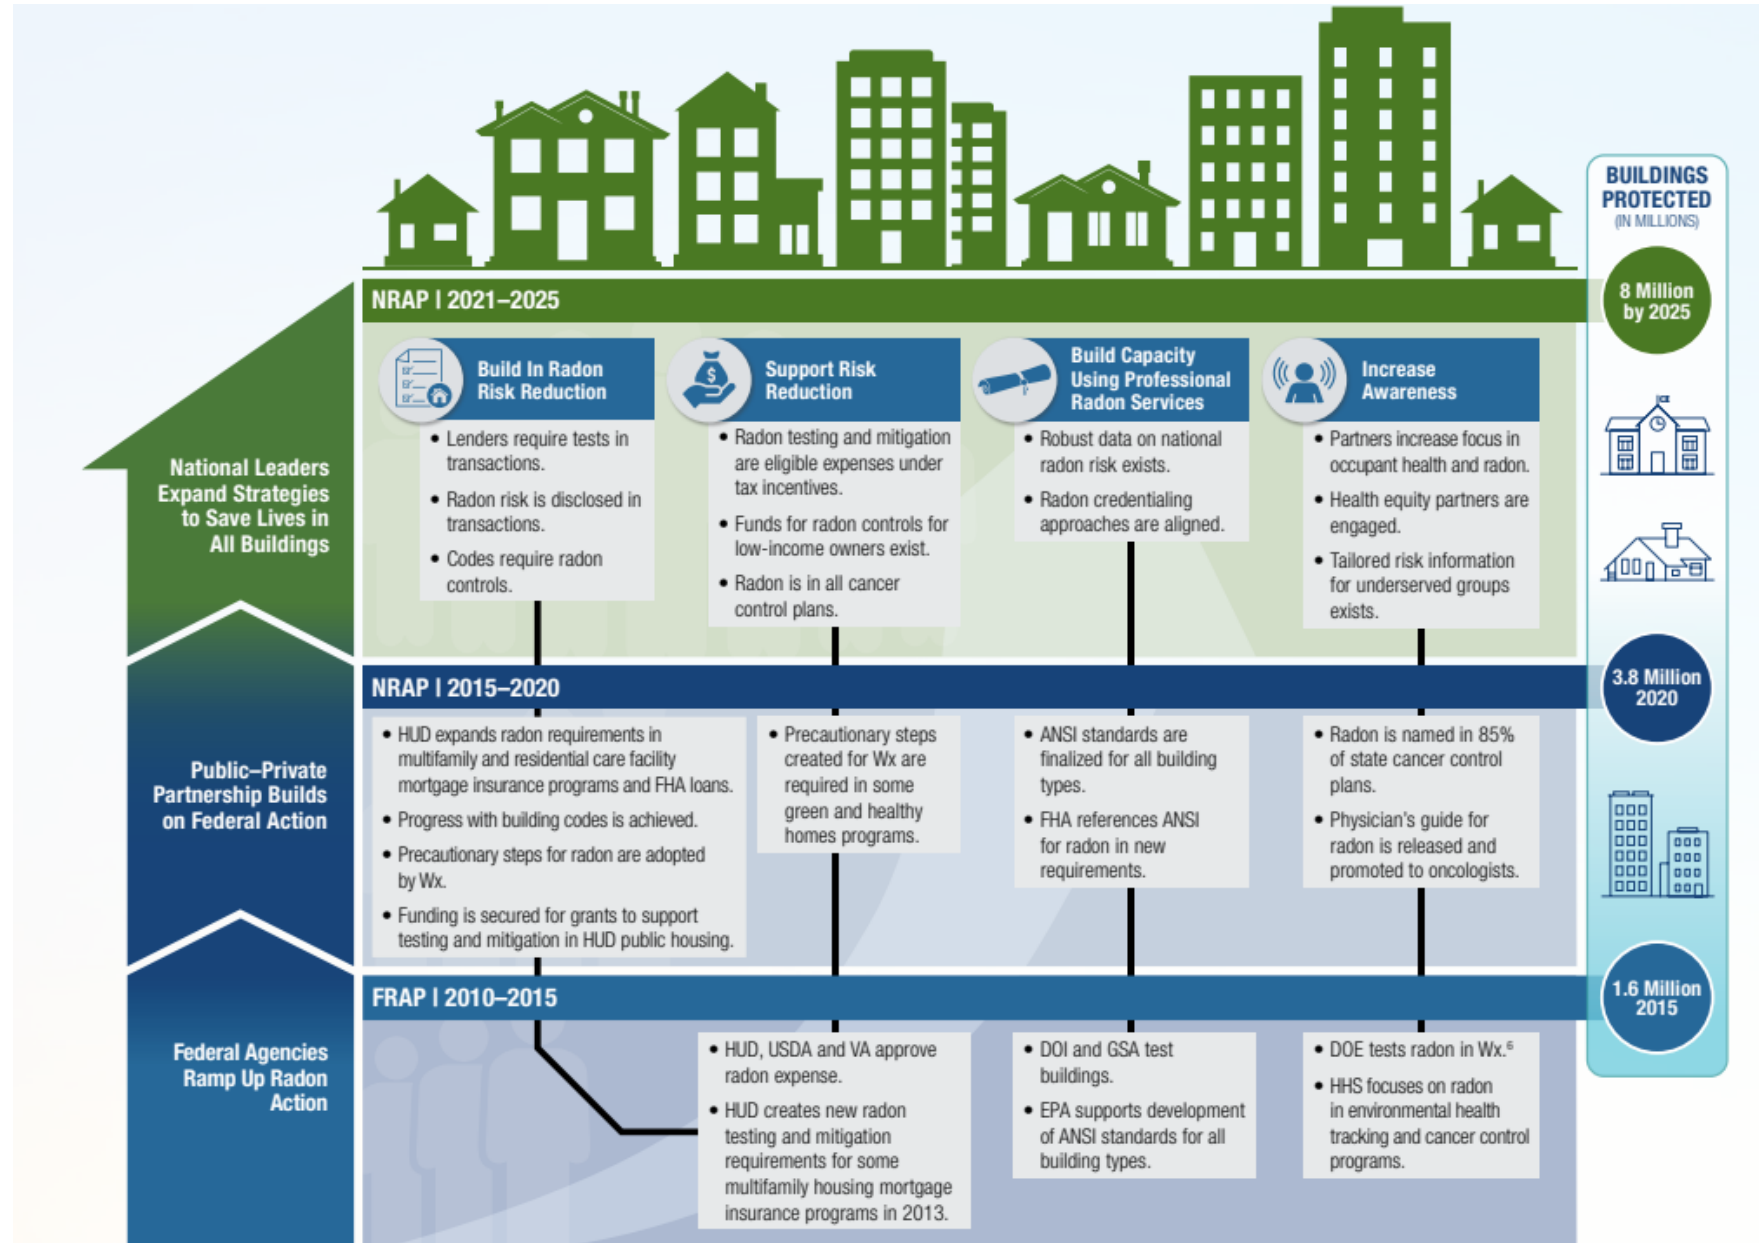 BUILDINGS
PROTECTED
(IN MILLIONS)
NRAP | 2021–2025
8 Million
by 2025
National Leaders
Expand Strategies
to Save Lives in
All Buildings
Build In Radon
Risk Reduction
• Lenders require tests in
transactions.
• Radon risk is disclosed in
transactions.
• Codes require radon
controls.
Support Risk
Reduction
• Radon testing and mitigation
are eligible expenses under
tax incentives.
• Funds for radon controls for
low-income owners exist.
• Radon is in all cancer
control plans.
Build Capacity
Using Professional
Radon Services
• Robust data on national
radon risk exists.
• Radon credentialing
approaches are aligned.
Increase
Awareness
• Partners increase focus in
occupant health and radon.
• Health equity partners are
engaged.
• Tailored risk information
for underserved groups
exists.
NRAP | 2015–2020
3.8 Million
2020
Public–Private
Partnership Builds
on Federal Action
• HUD expands radon requirements in
multifamily and residential care facility
mortgage insurance programs and FHA loans.
• Progress with building codes is achieved.
• Precautionary steps for radon are adopted
by Wx.
• Funding is secured for grants to support
testing and mitigation in HUD public housing.
• Precautionary steps
created for Wx are
required in some
green and healthy
homes programs.
• ANSI standards are
finalized for all building
types.
• FHA references ANSI
for radon in new
requirements.
• Radon is named in 85%
of state cancer control
plans.
• Physician's guide for
radon is released and
promoted to oncologists.
FRAP | 2010–2015
1.6 Million
2015
Federal Agencies
Ramp Up Radon
Action
• HUD, USDA and VA approve
radon expense.
• HUD creates new radon
testing and mitigation
requirements for some
multifamily housing mortgage
insurance programs in 2013.
• DOI and GSA test
buildings.
• EPA supports development
of ANSI standards for all
building types.
• DOE tests radon in Wx.⁶
• HHS focuses on radon
in environmental health
tracking and cancer control
programs.
$